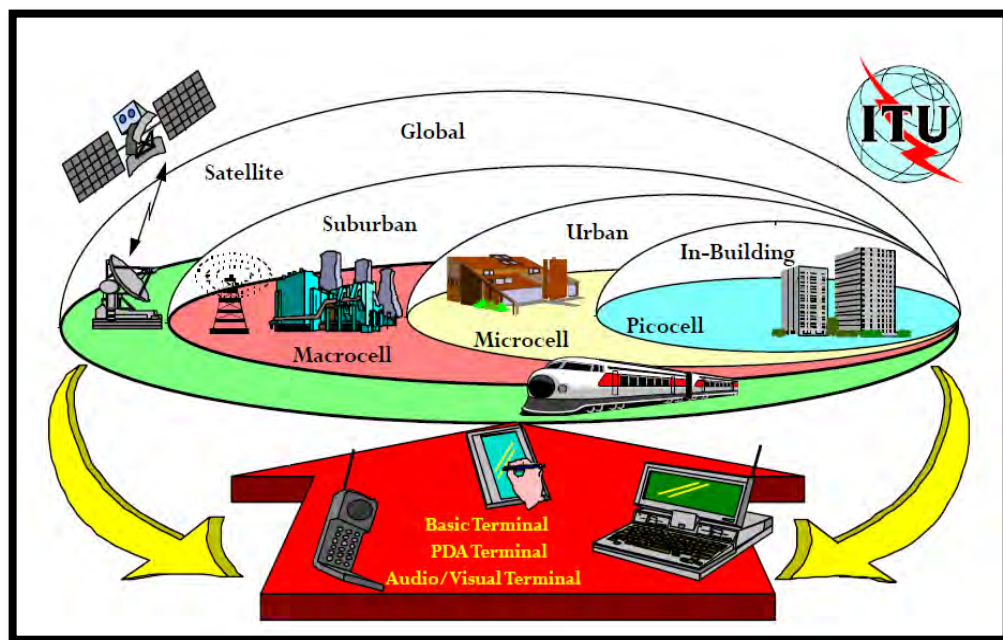 Global
ITU
Satellite
Suburban
Urban
In-Building
Macrocell
Microcell
Picocell
Basic Terminal
PDA Terminal
Audio/Visual Terminal